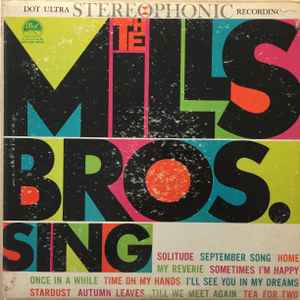 DOT ULTRA STEREOPHONIC RECORDING
Dot
THE
MILLS
BROS.
SING
SOLITUDE SEPTEMBER SONG HOME
MY REVERIE SOMETIMES I'M HAPPY
ONCE IN A WHILE TIME ON MY HANDS I'LL SEE YOU IN MY DREAMS
STARDUST AUTUMN LEAVES TILL WE MEET AGAIN TEA FOR TWO